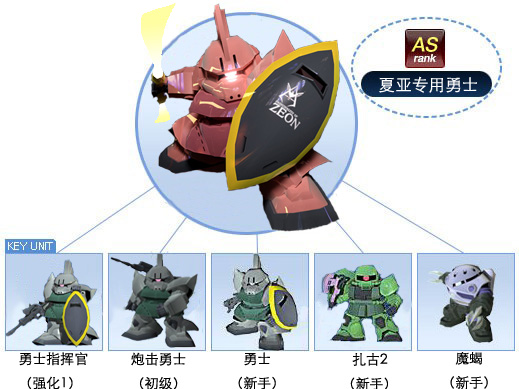 AS
rank
夏亚专用勇士
ZEON
KEY UNIT
勇士指挥官
(强化1)
炮击勇士
(初级)
勇士
(新手)
扎古2
(新手)
魔蝎
(新手)